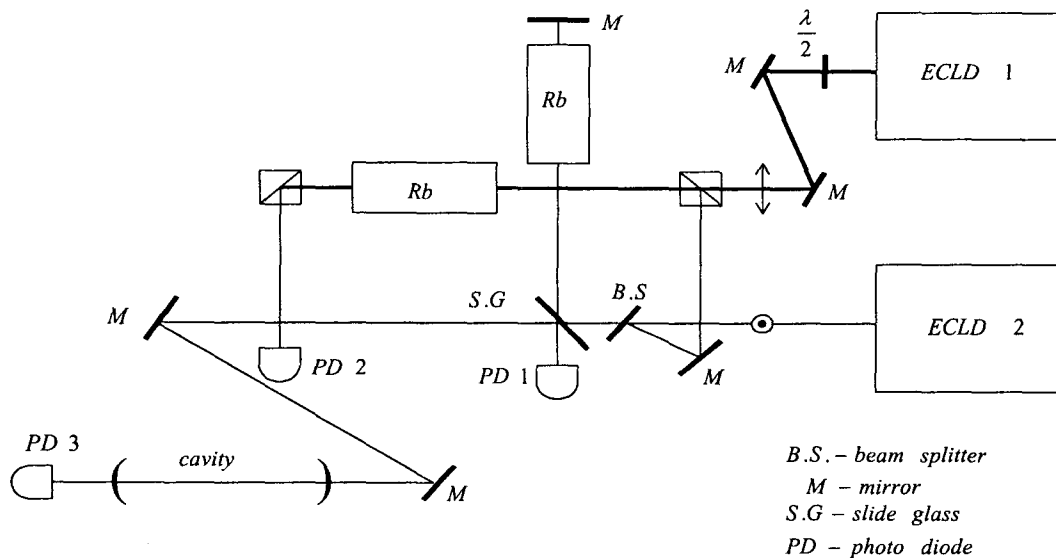 M
λ/2
ECLD 1
M
Rb
Rb
M
S.G
B.S
M
ECLD 2
PD 2
PD 1
M
PD 3
cavity
M
B.S. – beam splitter
M – mirror
S.G – slide glass
PD – photo diode